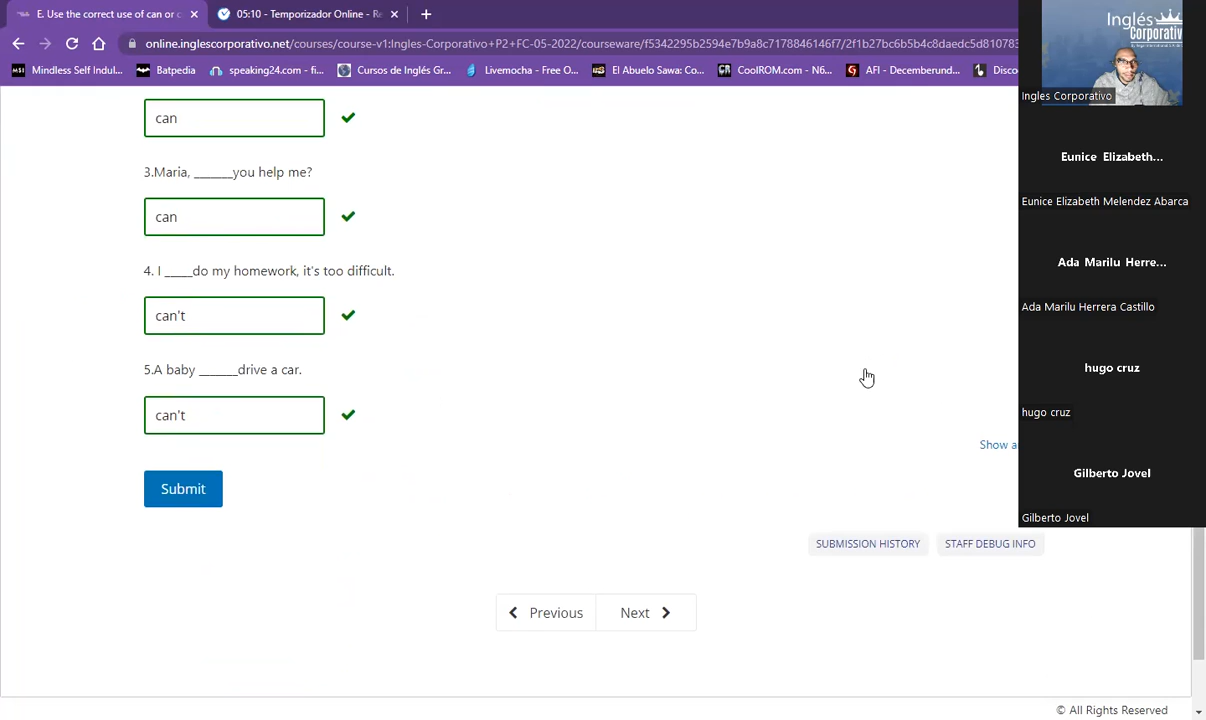 E. Use the correct use of can or c
05:10 - Temporizador Online - Re
online.inglescorporativo.net/courses/course-v1:Ingles-Corporativo+P2+FC-05-2022/courseware/f5342295b2594e7b9a8c7178846146f7/2f1b27bc6b5b4c8daedc5d810783
Mindless Self Indul...
Batpedia
speaking24.com - fi...
Cursos de Inglés Gr...
Livemocha - Free O...
El Abuelo Sawa: Co...
CoolROM.com - N6...
AFI - Decemberund...
Disco
can
3.Maria, ______you help me?
can
4. I ____do my homework, it's too difficult.
can't
5.A baby ______drive a car.
can't
Show a
Submit
SUBMISSION HISTORY
STAFF DEBUG INFO
Previous
Next
© All Rights Reserved
Inglés
Ingles Corporativo
Eunice Elizabeth...
Eunice Elizabeth Melendez Abarca
Ada Marilu Herre...
Ada Marilu Herrera Castillo
hugo cruz
hugo cruz
Gilberto Jovel
Gilberto Jovel